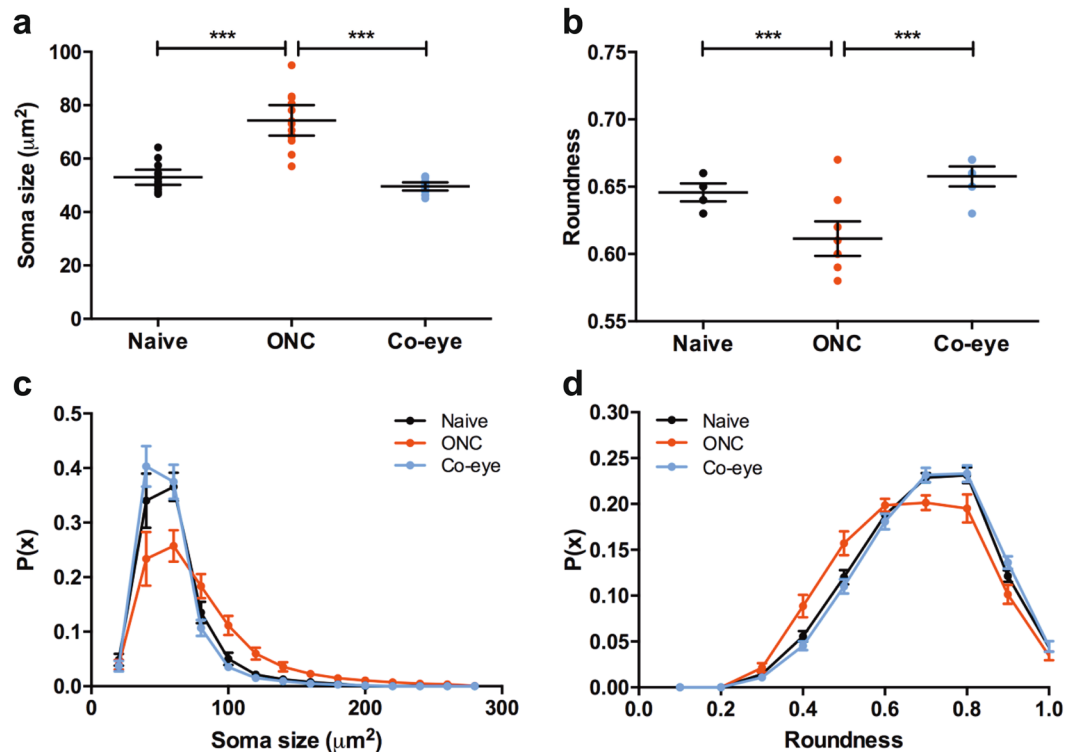 a
*** ***
100
80
60
40
20
0
Soma size (μm²)
Naive ONC Co-eye
b
*** ***
0.75
0.70
0.65
0.60
0.55
Roundness
Naive ONC Co-eye
c
0.5
0.4
0.3
0.2
0.1
0.0
P(x)
Naive
ONC
Co-eye
0 100 200 300
Soma size (μm²)
d
0.30
0.25
0.20
0.15
0.10
0.05
0.00
P(x)
Naive
ONC
Co-eye
0.0 0.2 0.4 0.6 0.8 1.0
Roundness